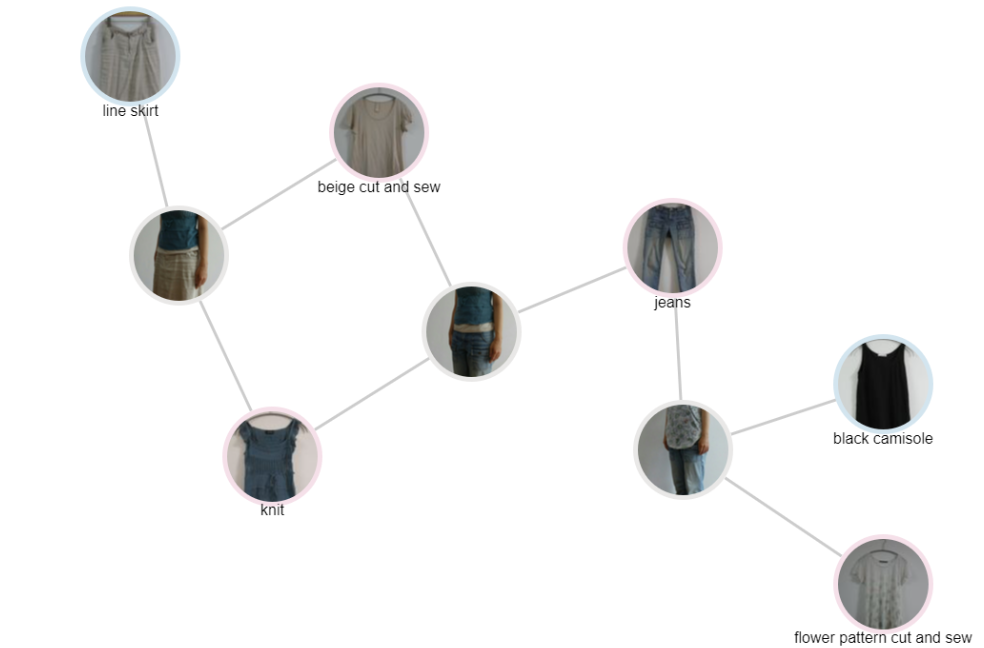 line skirt
beige cut and sew
jeans
black camisole
knit
flower pattern cut and sew